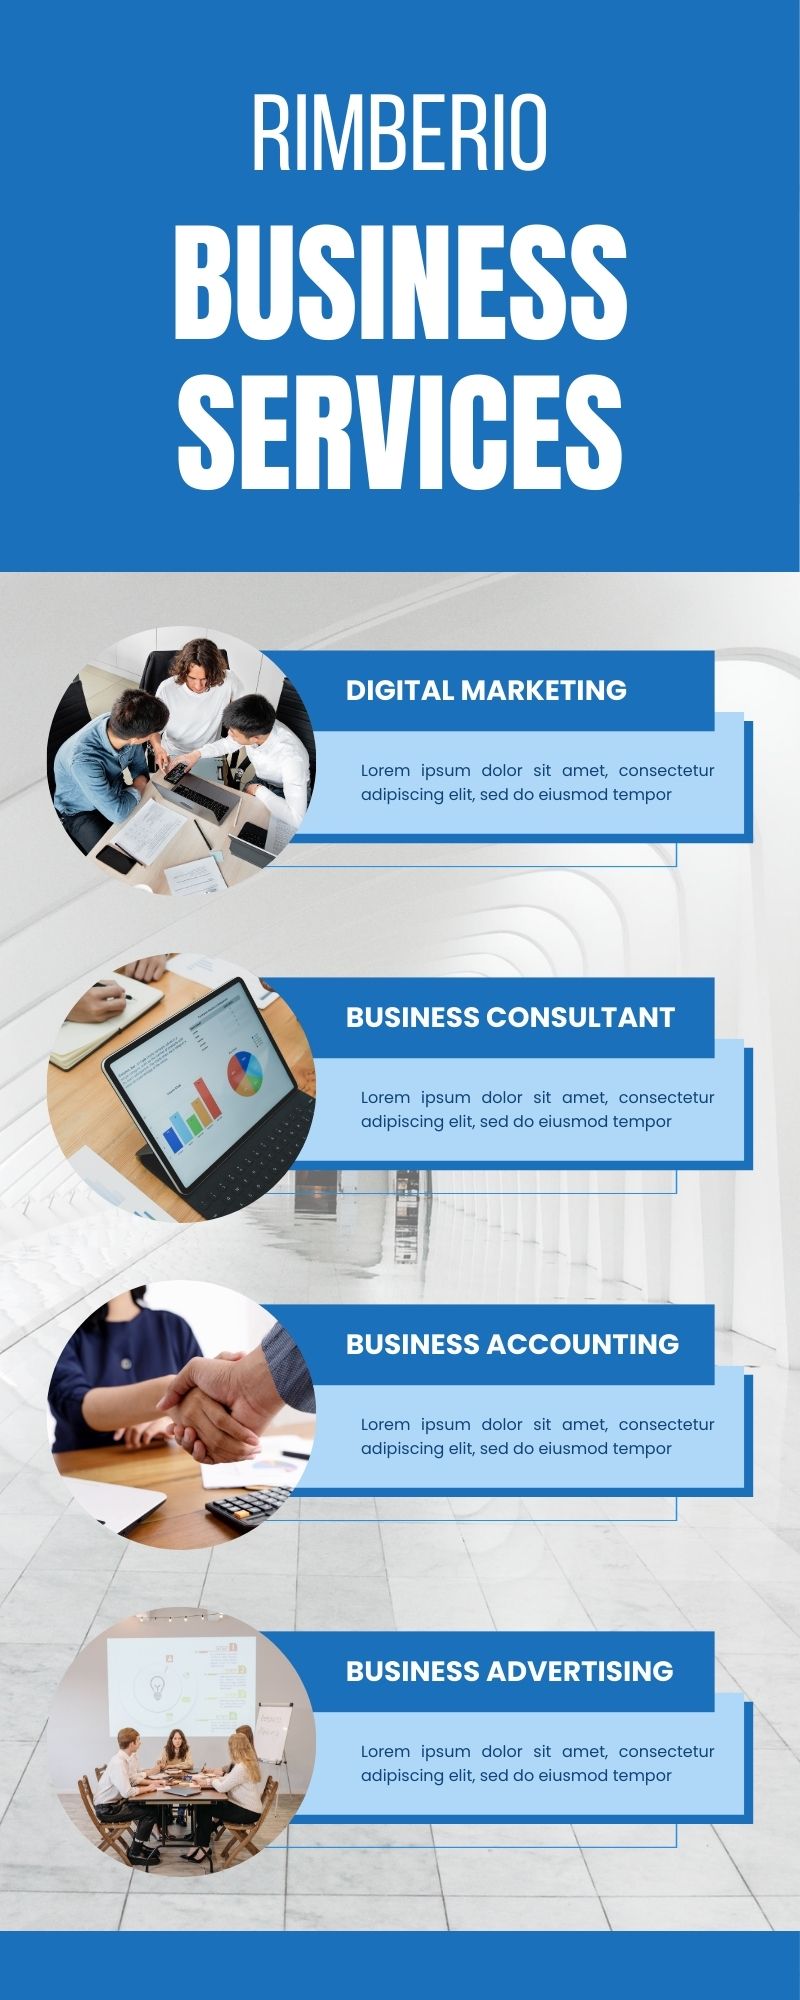 RIMBERIO
BUSINESS
SERVICES
DIGITAL MARKETING
Lorem ipsum dolor sit amet, consectetur
adipiscing elit, sed do eiusmod tempor
BUSINESS CONSULTANT
Lorem ipsum dolor sit amet, consectetur
adipiscing elit, sed do eiusmod tempor
BUSINESS ACCOUNTING
Lorem ipsum dolor sit amet, consectetur
adipiscing elit, sed do eiusmod tempor
BUSINESS ADVERTISING
Lorem ipsum dolor sit amet, consectetur
adipiscing elit, sed do eiusmod tempor